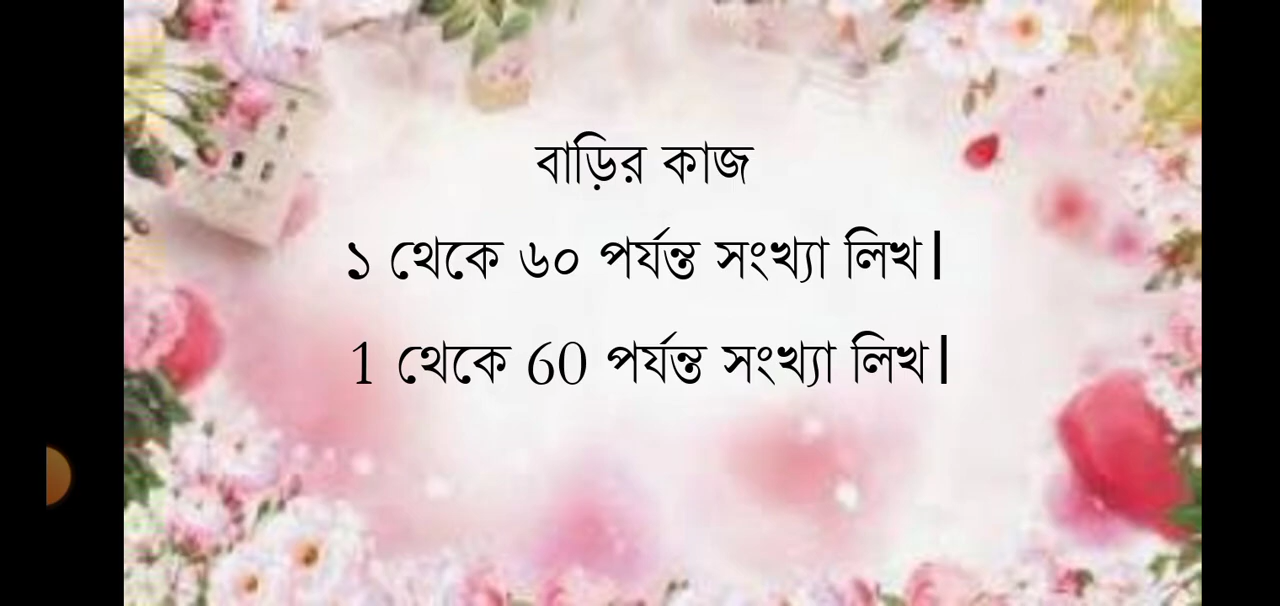 বাড়ির কাজ
১ থেকে ৬০ পর্যন্ত সংখ্যা লিখ|
1 থেকে 60 পর্যন্ত সংখ্যা লিখ|